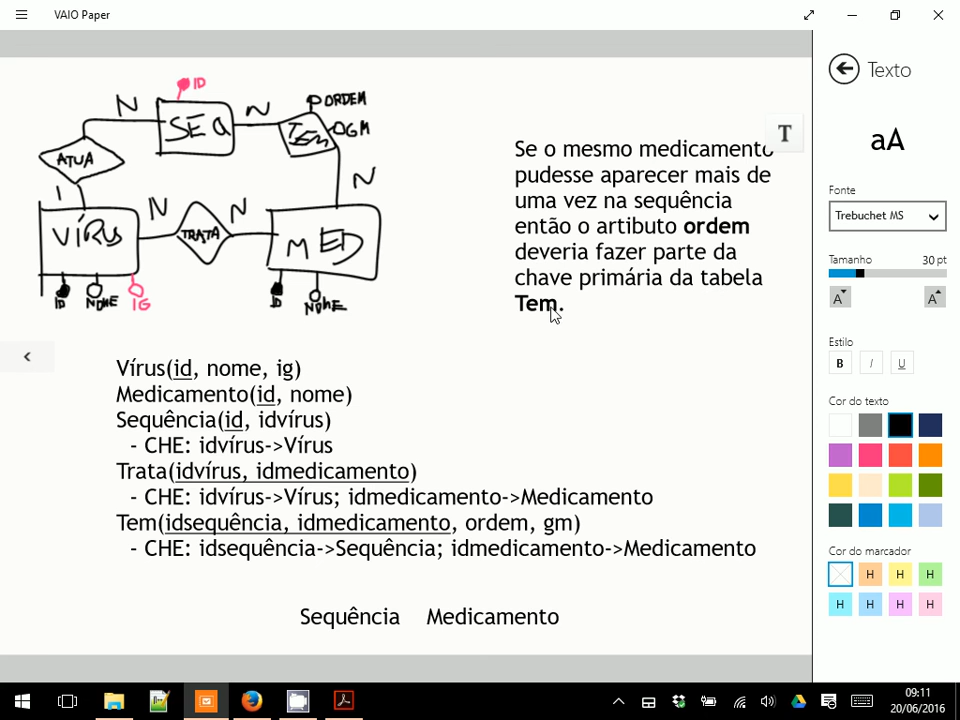 VAIO Paper
Texto
aA
Fonte
Trebuchet MS
Tamanho 30 pt
A A
Estilo
B I U
Cor do texto
Cor do marcador
H H H
H H H H
T
ID
N SEQ N TEM ORDEM
GM
ATUA
N
1 N N
VÍRUS TRATA MED
ID NOME IG ID NOME
Se o mesmo medicamento
pudesse aparecer mais de
uma vez na sequência
então o artibuto ordem
deveria fazer parte da
chave primária da tabela
Tem.
Vírus(id, nome, ig)
Medicamento(id, nome)
Sequência(id, idvírus)
- CHE: idvírus->Vírus
Trata(idvírus, idmedicamento)
- CHE: idvírus->Vírus; idmedicamento->Medicamento
Tem(idsequência, idmedicamento, ordem, gm)
- CHE: idsequência->Sequência; idmedicamento->Medicamento
Sequência Medicamento
09:11
20/06/2016